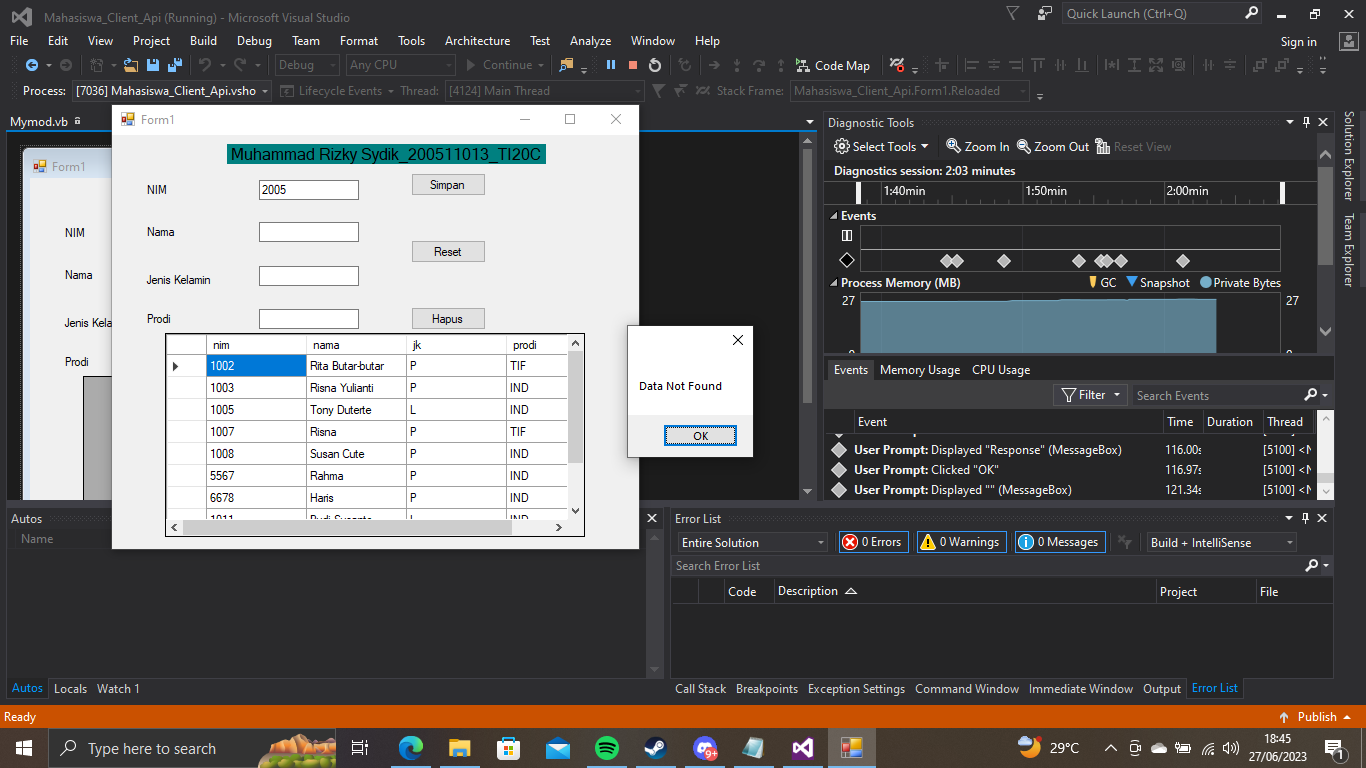 Mahasiswa_Client_Api (Running) - Microsoft Visual Studio
Quick Launch (Ctrl+Q)
File Edit View Project Build Debug Team Format Tools Architecture Test Analyze Window Help
Sign in
Debug Any CPU Continue Code Map
Process: [7036] Mahasiswa_Client_Api.vsho Lifecycle Events Thread: [4124] Main Thread Stack Frame: Mahasiswa_Client_Api.Form1.Reloaded
Mymod.vb
Form1
NIM
Nama
Jenis Kela
Prodi
Form1
Muhammad Rizky Sydik_200511013_TI20C
NIM 2005 Simpan
Nama
Reset
Jenis Kelamin
Prodi Hapus
nim nama jk prodi
1002 Rita Butar-butar P TIF
1003 Risna Yulianti P IND
1005 Tony Duterte L IND
1007 Risna P TIF
1008 Susan Cute P IND
5567 Rahma P IND
6678 Haris P IND
Data Not Found
OK
Diagnostic Tools
Select Tools Zoom In Zoom Out Reset View
Diagnostics session: 2:03 minutes
1:40min 1:50min 2:00min
Events
Process Memory (MB) GC Snapshot Private Bytes
27 27
Events Memory Usage CPU Usage
Filter Search Events
Event Time Duration Thread
User Prompt: Displayed "Response" (MessageBox) 116.00s [5100] <N
User Prompt: Clicked "OK" 116.97s [5100] <N
User Prompt: Displayed "" (MessageBox) 121.34s [5100] <N
Solution Explorer
Team Explorer
Autos
Name
Autos Locals Watch 1
Error List
Entire Solution 0 Errors 0 Warnings 0 Messages Build + IntelliSense
Search Error List
Code Description Project File
Call Stack Breakpoints Exception Settings Command Window Immediate Window Output Error List
Ready
Publish
Type here to search
9+
29°C
18:45
27/06/2023
1